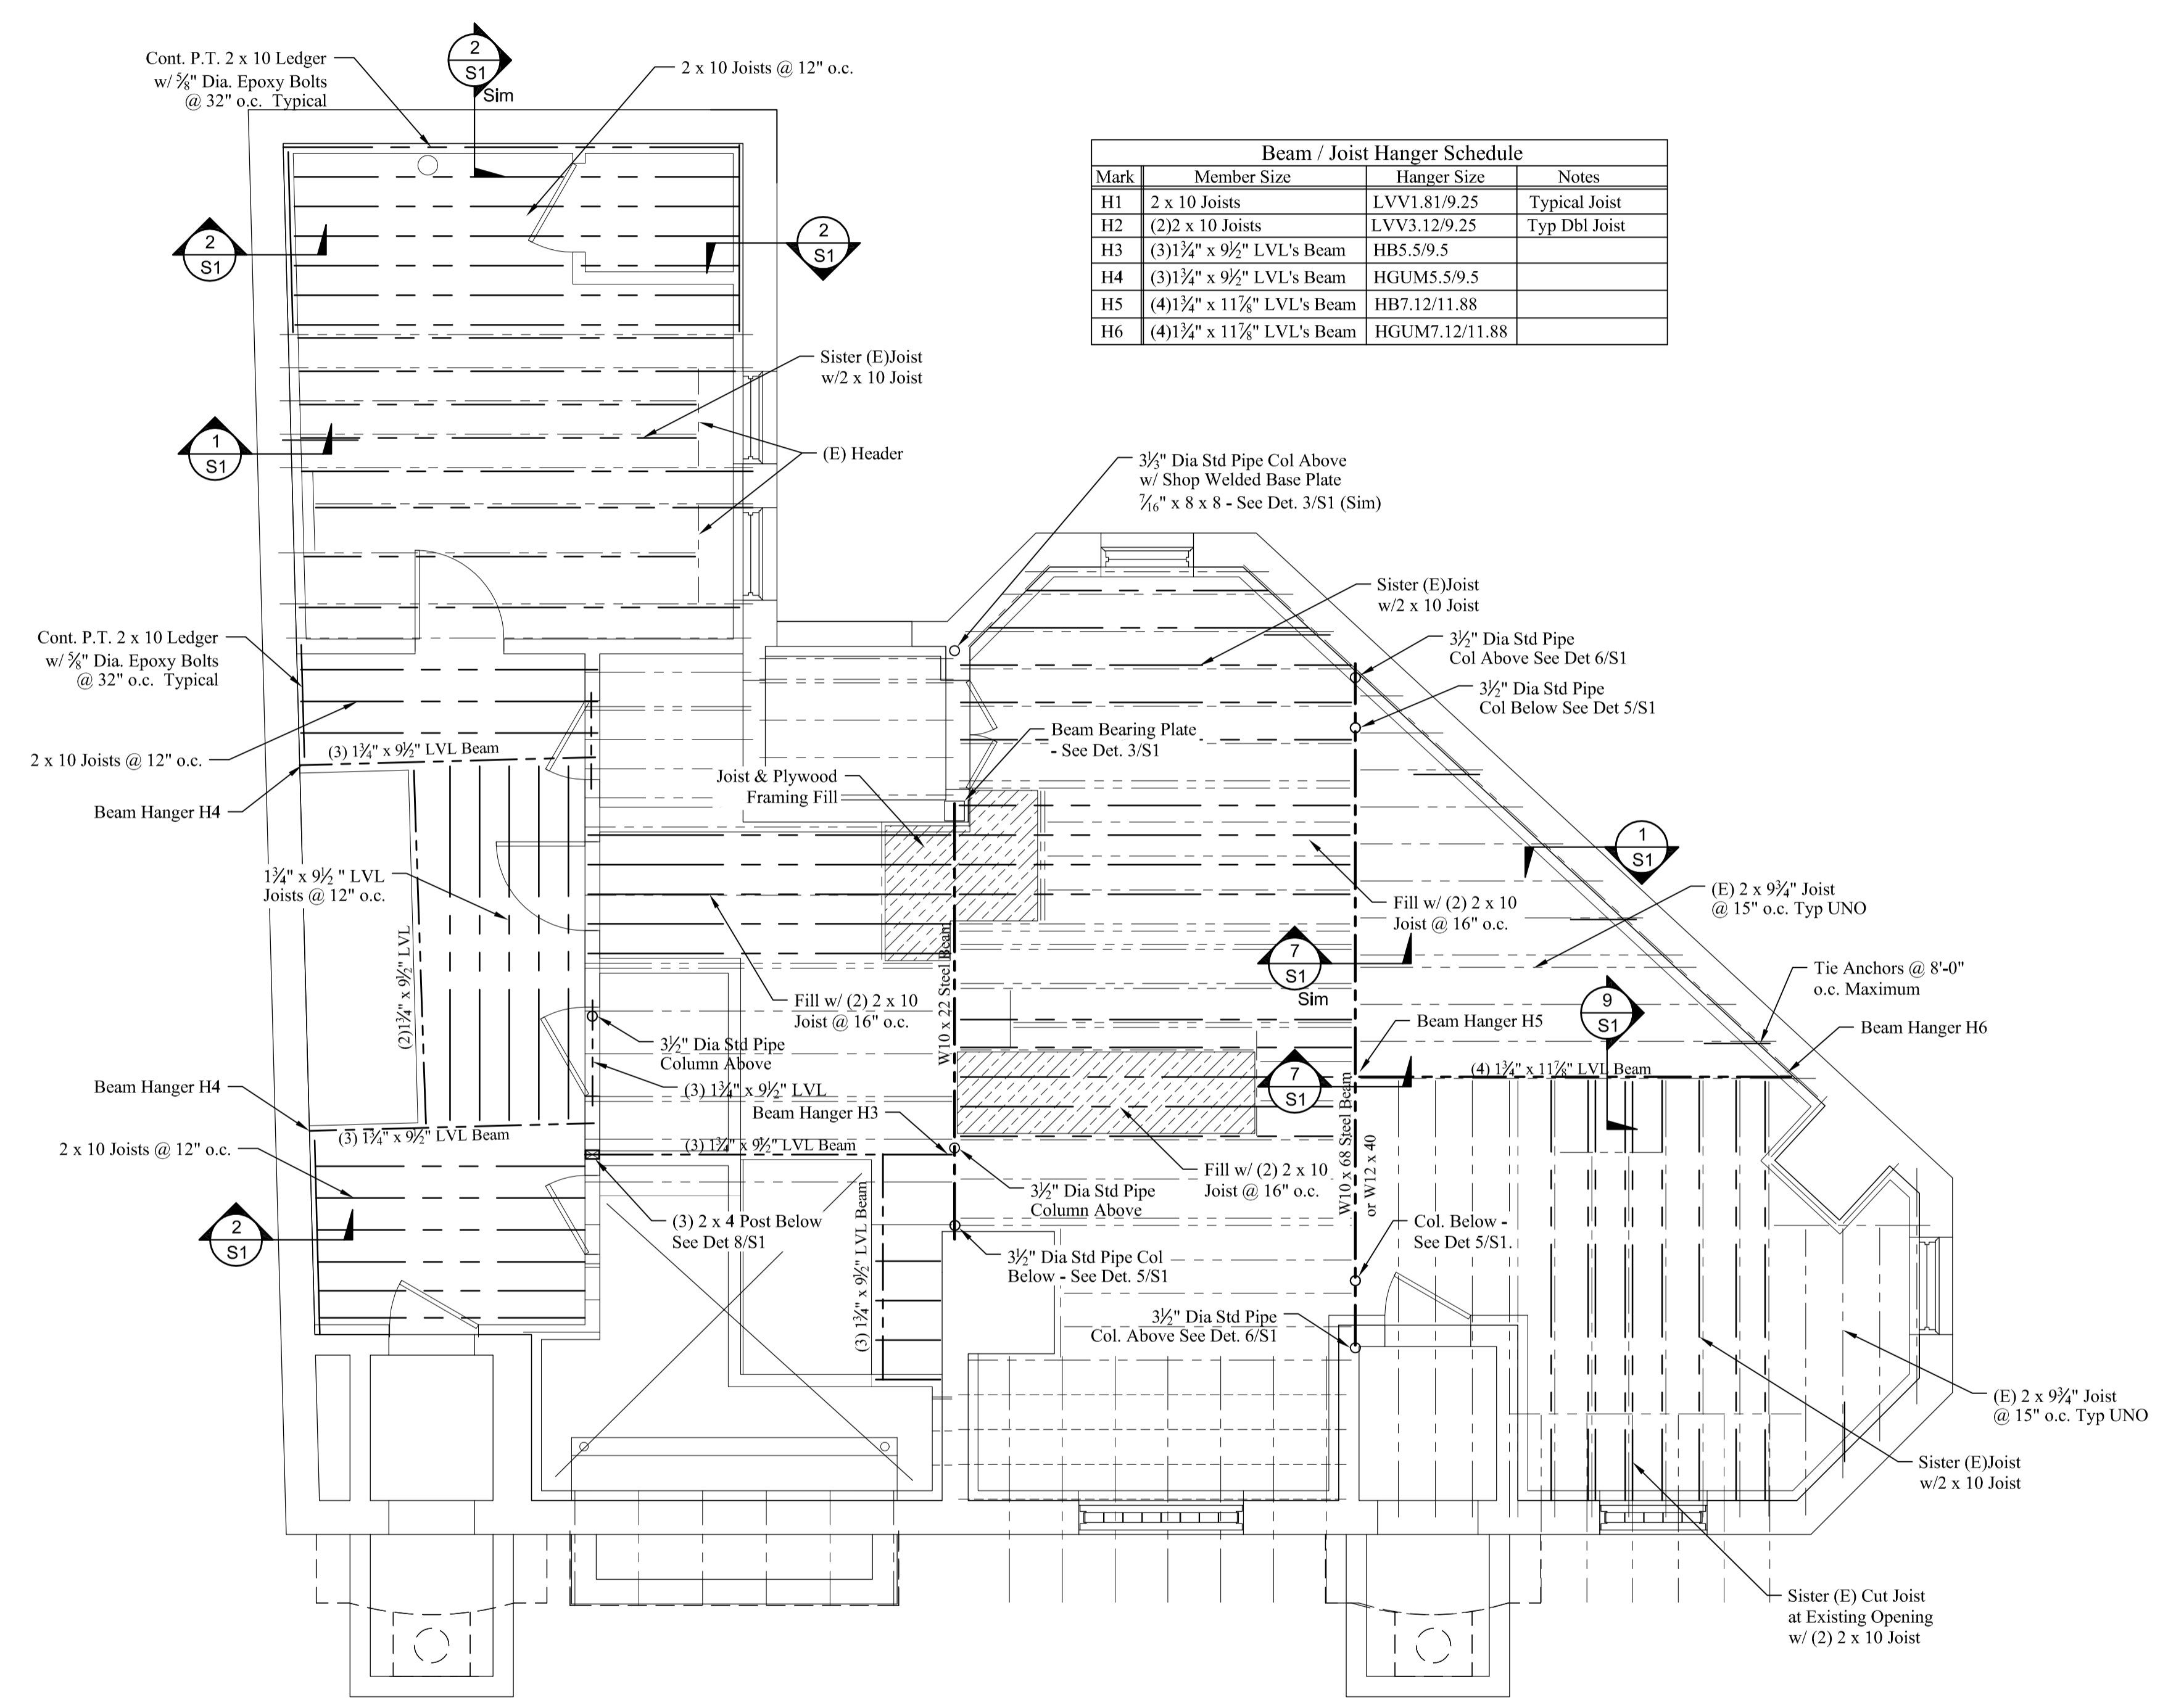 2
S1
Sim
Cont. P.T. 2 x 10 Ledger
w/ ⅝" Dia. Epoxy Bolts
@ 32" o.c. Typical
2 x 10 Joists @ 12" o.c.
Beam / Joist Hanger Schedule
Mark Member Size Hanger Size Notes
H1 2 x 10 Joists LVV1.81/9.25 Typical Joist
H2 (2)2 x 10 Joists LVV3.12/9.25 Typ Dbl Joist
H3 (3)1¾" x 9½" LVL's Beam HB5.5/9.5
H4 (3)1¾" x 9½" LVL's Beam HGUM5.5/9.5
H5 (4)1¾" x 11⅞" LVL's Beam HB7.12/11.88
H6 (4)1¾" x 11⅞" LVL's Beam HGUM7.12/11.88
2
S1
2
S1
Sister (E)Joist
w/2 x 10 Joist
1
S1
(E) Header
3⅓" Dia Std Pipe Col Above
w/ Shop Welded Base Plate
7⁄16" x 8 x 8 - See Det. 3/S1 (Sim)
Sister (E)Joist
w/2 x 10 Joist
Cont. P.T. 2 x 10 Ledger
w/ ⅝" Dia. Epoxy Bolts
@ 32" o.c. Typical
3½" Dia Std Pipe
Col Above See Det 6/S1
3½" Dia Std Pipe
Col Below See Det 5/S1
2 x 10 Joists @ 12" o.c.
(3) 1¾" x 9½" LVL Beam
Beam Bearing Plate
- See Det. 3/S1
Joist & Plywood
Framing Fill
Beam Hanger H4
1
S1
1¾" x 9½ " LVL
Joists @ 12" o.c.
(E) 2 x 9¾" Joist
@ 15" o.c. Typ UNO
Fill w/ (2) 2 x 10
Joist @ 16" o.c.
(2)1¾" x 9½" LVL
W10 x 22 Steel Beam
7
S1
Sim
Tie Anchors @ 8'-0"
o.c. Maximum
9
S1
Fill w/ (2) 2 x 10
Joist @ 16" o.c.
Beam Hanger H5
Beam Hanger H6
3½" Dia Std Pipe
Column Above
(3) 1¾" x 9½" LVL
7
S1
(4) 1¾" x 11⅞" LVL Beam
Beam Hanger H4
Beam Hanger H3
(3) 1¾" x 9½" LVL Beam
(3) 1¾" x 9½" LVL Beam
2 x 10 Joists @ 12" o.c.
W10 x 68 Steel Beam
or W12 x 40
Fill w/ (2) 2 x 10
Joist @ 16" o.c.
3½" Dia Std Pipe
Column Above
2
S1
(3) 2 x 4 Post Below
See Det 8/S1
(3) 1¾" x 9½" LVL Beam
Col. Below -
See Det 5/S1.
3½" Dia Std Pipe Col
Below - See Det. 5/S1
3½" Dia Std Pipe
Col. Above See Det. 6/S1
(E) 2 x 9¾" Joist
@ 15" o.c. Typ UNO
Sister (E)Joist
w/2 x 10 Joist
Sister (E) Cut Joist
at Existing Opening
w/ (2) 2 x 10 Joist